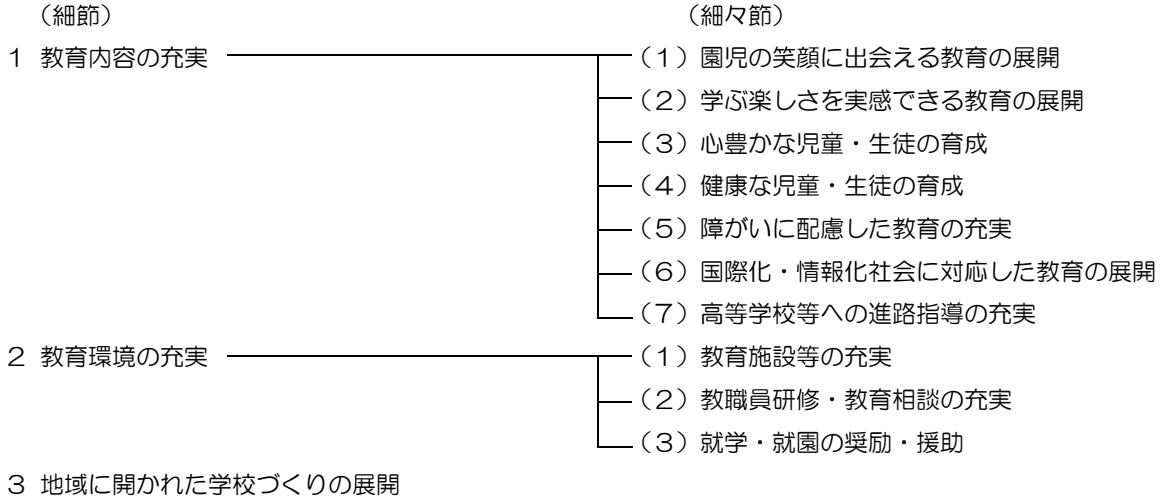 （細節） （細々節）
１ 教育内容の充実 （１）園児の笑顔に出会える教育の展開
（２）学ぶ楽しさを実感できる教育の展開
（３）心豊かな児童・生徒の育成
（４）健康な児童・生徒の育成
（５）障がいに配慮した教育の充実
（６）国際化・情報化社会に対応した教育の展開
（７）高等学校等への進路指導の充実
２ 教育環境の充実 （１）教育施設等の充実
（２）教職員研修・教育相談の充実
（３）就学・就園の奨励・援助
３ 地域に開かれた学校づくりの展開